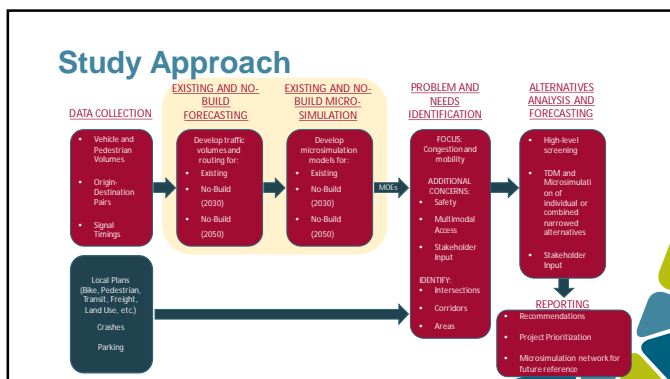 Study Approach
DATA COLLECTION
• Vehicle and
Pedestrian
Volumes
• Origin-
Destination
Pairs
• Signal
Timings
EXISTING AND NO-
BUILD
FORECASTING
Develop traffic
volumes and
routing for:
• Existing
• No-Build
(2030)
• No-Build
(2050)
EXISTING AND NO-
BUILD MICRO-
SIMULATION
Develop
microsimulation
models for:
• Existing
• No-Build
(2030)
• No-Build
(2050)
MOEs
PROBLEM AND
NEEDS
IDENTIFICATION
FOCUS:
Congestion and
mobility
ADDITIONAL
CONCERNS:
• Safety
• Multimodal
Access
• Stakeholder
Input
IDENTIFY:
• Intersections
• Corridors
• Areas
ALTERNATIVES
ANALYSIS AND
FORECASTING
• High-level
screening
• TDM and
Microsimulati
on of
individual or
combined
narrowed
alternatives
• Stakeholder
Input
Local Plans
(Bike, Pedestrian,
Transit, Freight,
Land Use, etc.)
Crashes
Parking
REPORTING
• Recommendations
• Project Prioritization
• Microsimulation network for
future reference